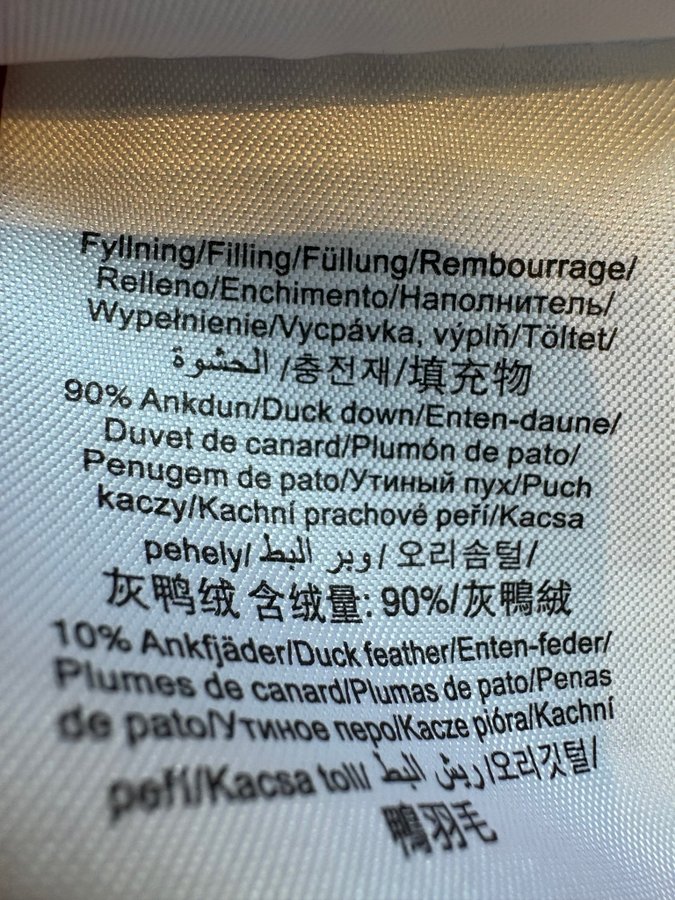 Fyllning/Filling/Füllung/Rembourrage/
Relleno/Enchimento/Наполнитель/
Wypełnienie/Vycpávka, výplň/Töltet/
الحشوة /충전재/填充物
90% Ankdun/Duck down/Enten-daune/
Duvet de canard/Plumón de pato/
Penugem de pato/Утиный пух/Puch
kaczy/Kachní prachové peří/Kacsa
pehely/ وبر البط /오리솜털/
灰鸭绒 含绒量: 90%/灰鴨絨
10% Ankfjäder/Duck feather/Enten-feder/
Plumes de canard/Plumas de pato/Penas
de pato/Утиное перо/Kacze pióra/Kachní
peří/Kacsa toll/ ريش البط /오리깃털/
鴨羽毛